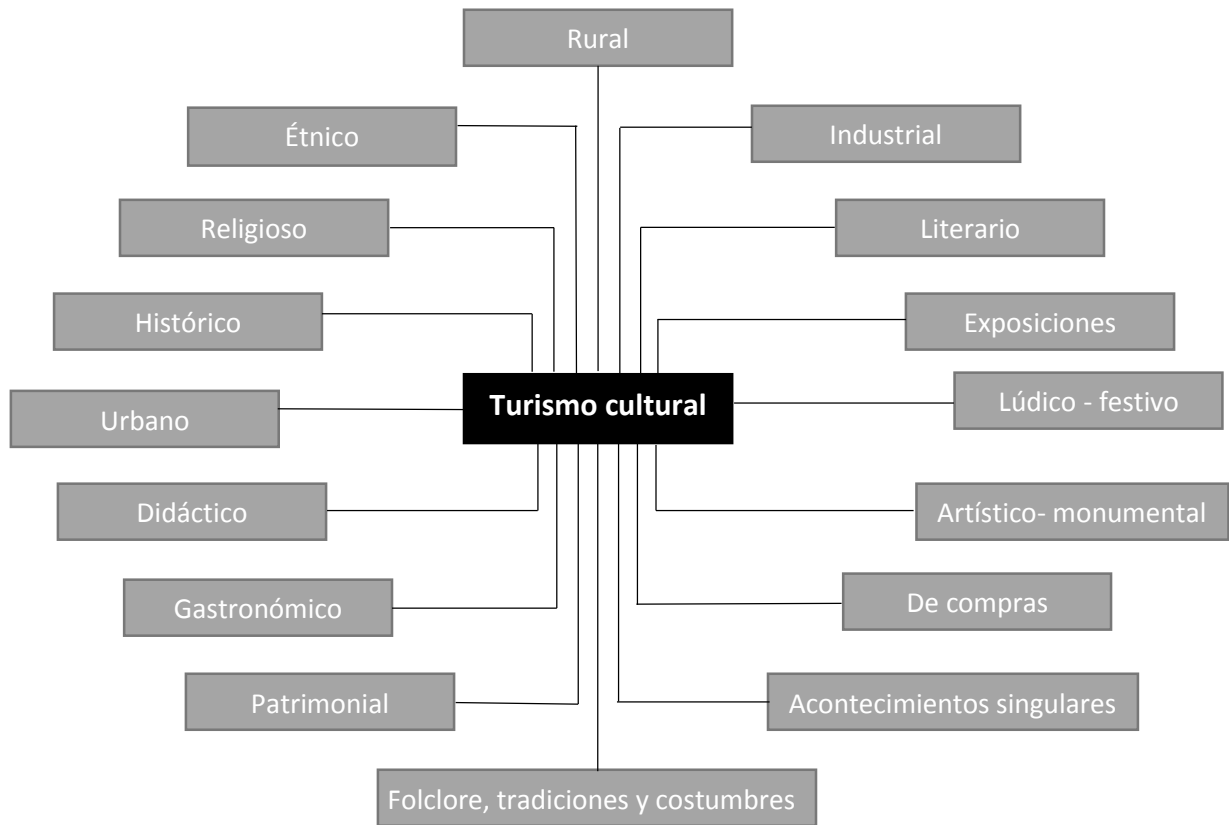 Rural
Étnico
Industrial
Religioso
Literario
Histórico
Exposiciones
Turismo cultural
Lúdico - festivo
Urbano
Didáctico
Artístico- monumental
Gastronómico
De compras
Patrimonial
Acontecimientos singulares
Folclore, tradiciones y costumbres